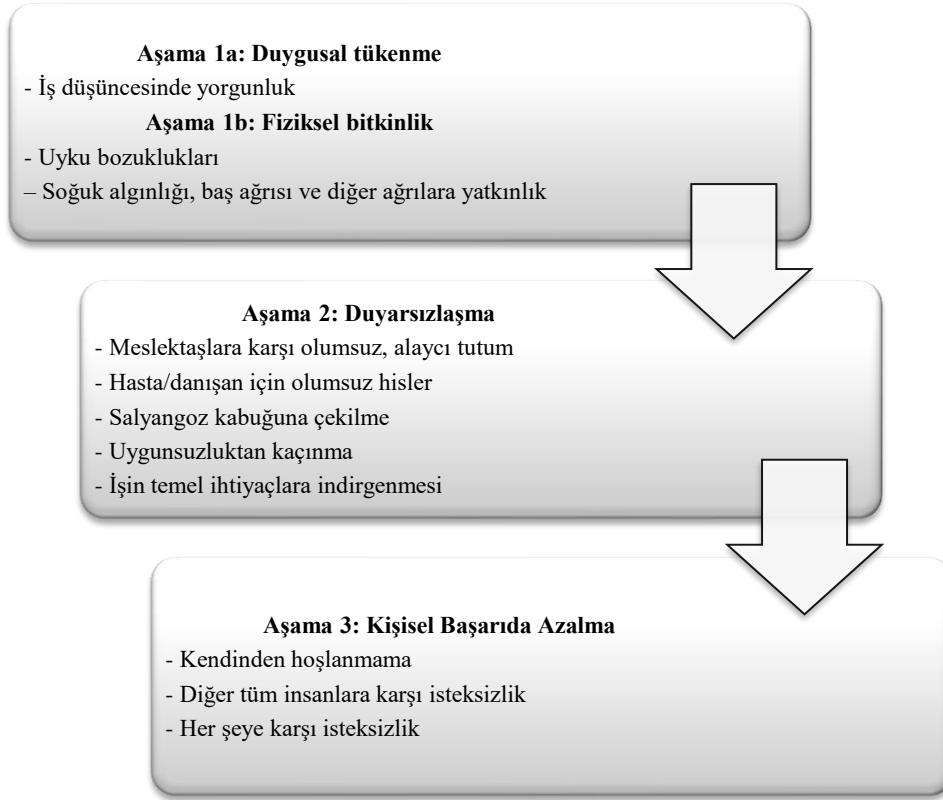 Aşama 1a: Duygusal tükenme
- İş düşüncesinde yorgunluk
Aşama 1b: Fiziksel bitkinlik
- Uyku bozuklukları
– Soğuk algınlığı, baş ağrısı ve diğer ağrılara yatkınlık
Aşama 2: Duyarsızlaşma
- Meslektaşlara karşı olumsuz, alaycı tutum
- Hasta/danışan için olumsuz hisler
- Salyangoz kabuğuna çekilme
- Uygunsuzluktan kaçınma
- İşin temel ihtiyaçlara indirgenmesi
Aşama 3: Kişisel Başarıda Azalma
- Kendinden hoşlanmama
- Diğer tüm insanlara karşı isteksizlik
- Her şeye karşı isteksizlik